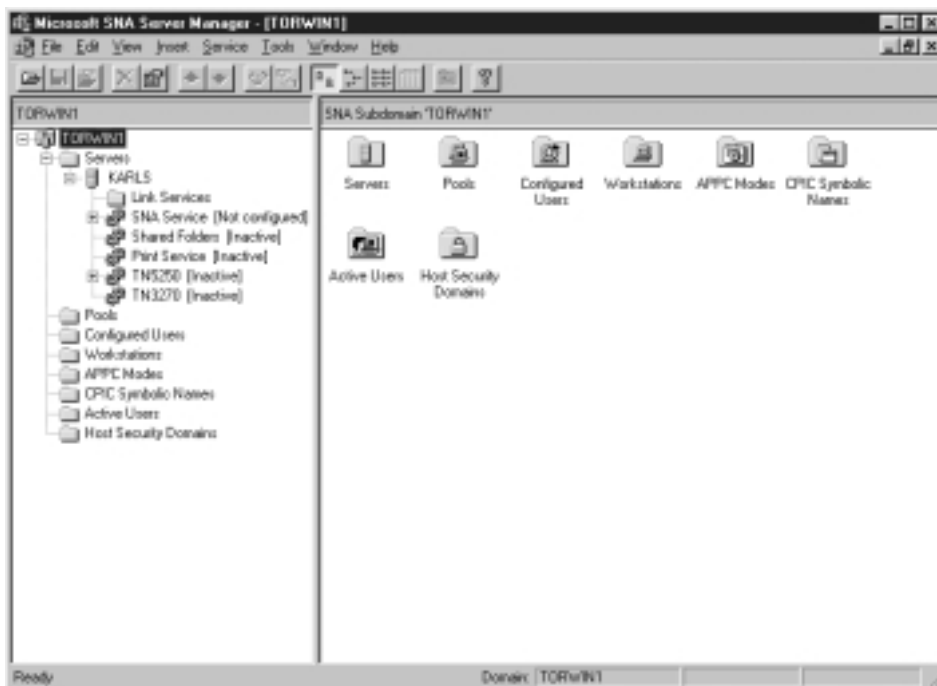 Microsoft SNA Server Manager - [TORWIN1]
File Edit View Insert Service Tools Window Help
TORWIN1
SNA Subdomain 'TORWIN1'
TORWIN1
Servers
KARLS
Link Services
SNA Service [Not configured]
Shared Folders [Inactive]
Print Service [Inactive]
TN5250 [Inactive]
TN3270 [Inactive]
Pools
Configured Users
Workstations
APPC Modes
CPIC Symbolic Names
Active Users
Host Security Domains
Servers
Pools
Configured
Users
Workstations
APPC Modes
CPIC Symbolic
Names
Active Users
Host Security
Domains
Ready
Domain: TORWIN1